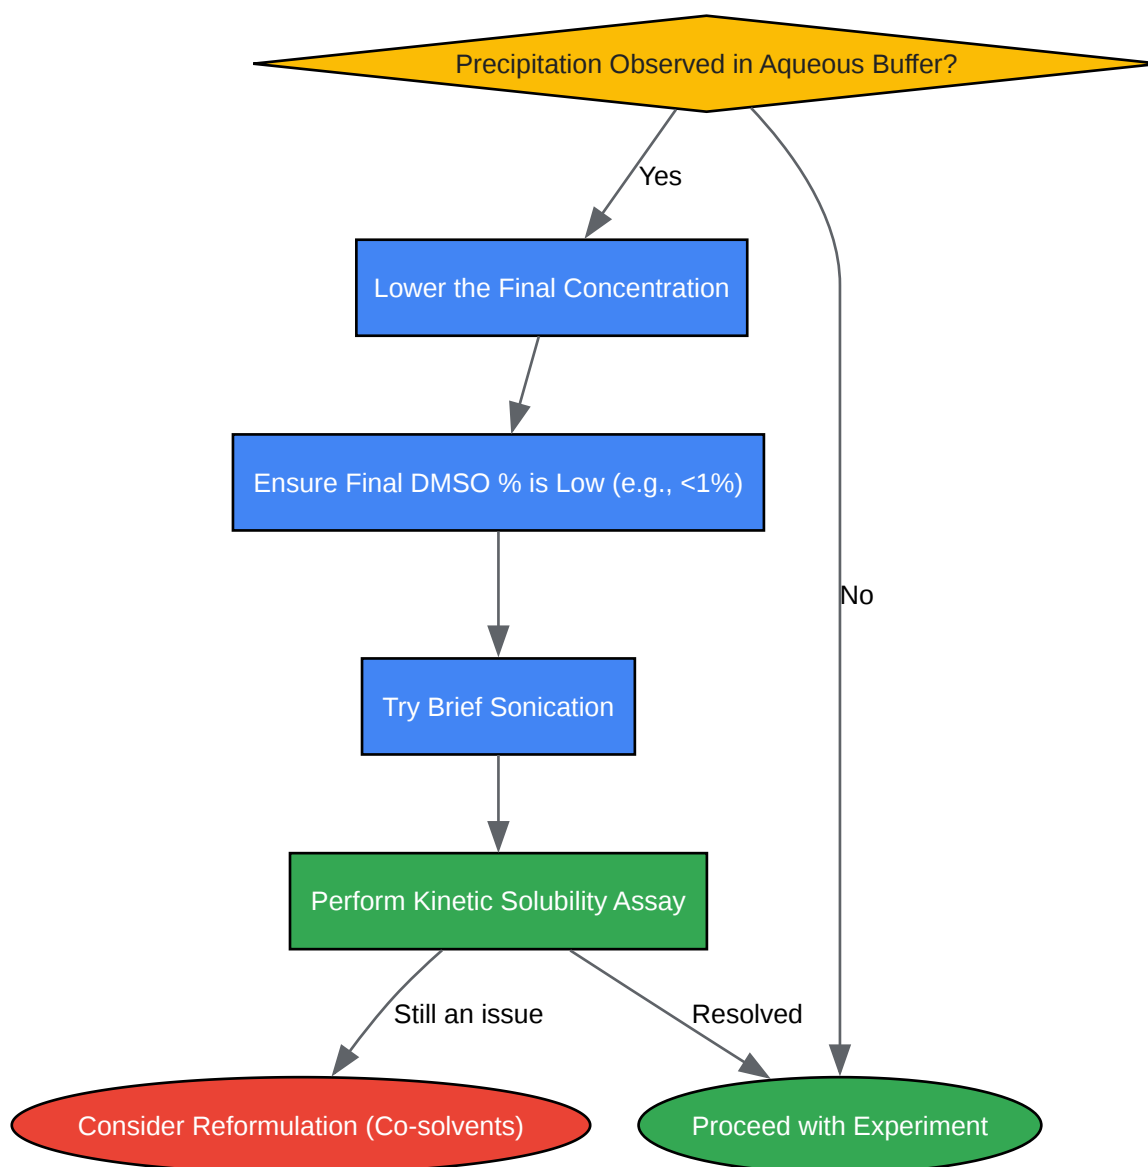 Precipitation Observed in Aqueous Buffer?
Yes
Lower the Final Concentration
Ensure Final DMSO % is Low (e.g., <1%)
No
Try Brief Sonication
Perform Kinetic Solubility Assay
Still an issue
Resolved
Consider Reformulation (Co-solvents)
Proceed with Experiment